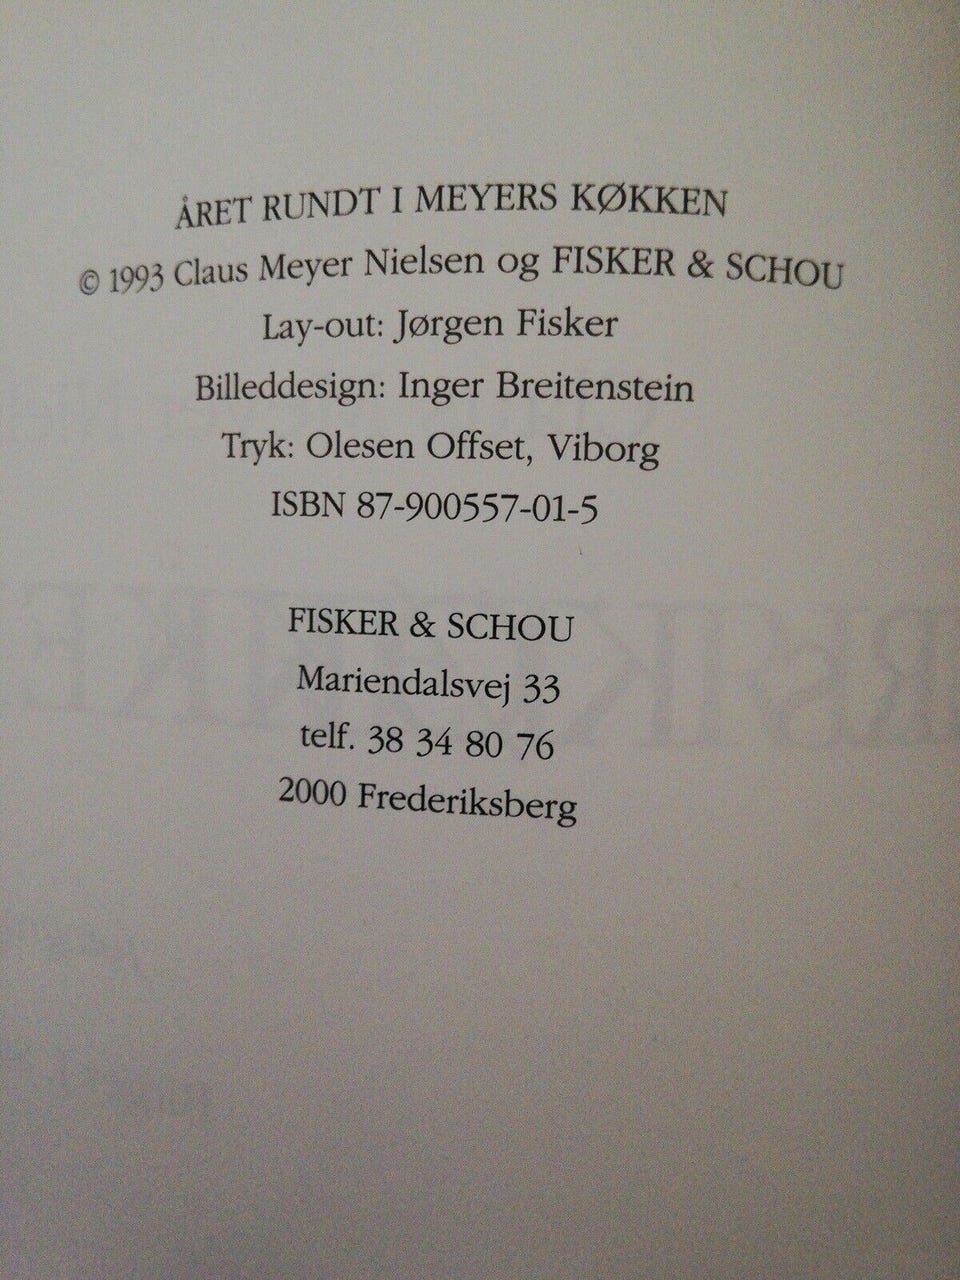 ÅRET RUNDT I MEYERS KØKKEN
© 1993 Claus Meyer Nielsen og FISKER & SCHOU
Lay-out: Jørgen Fisker
Billeddesign: Inger Breitenstein
Tryk: Olesen Offset, Viborg
ISBN 87-900557-01-5
FISKER & SCHOU
Mariendalsvej 33
telf. 38 34 80 76
2000 Frederiksberg